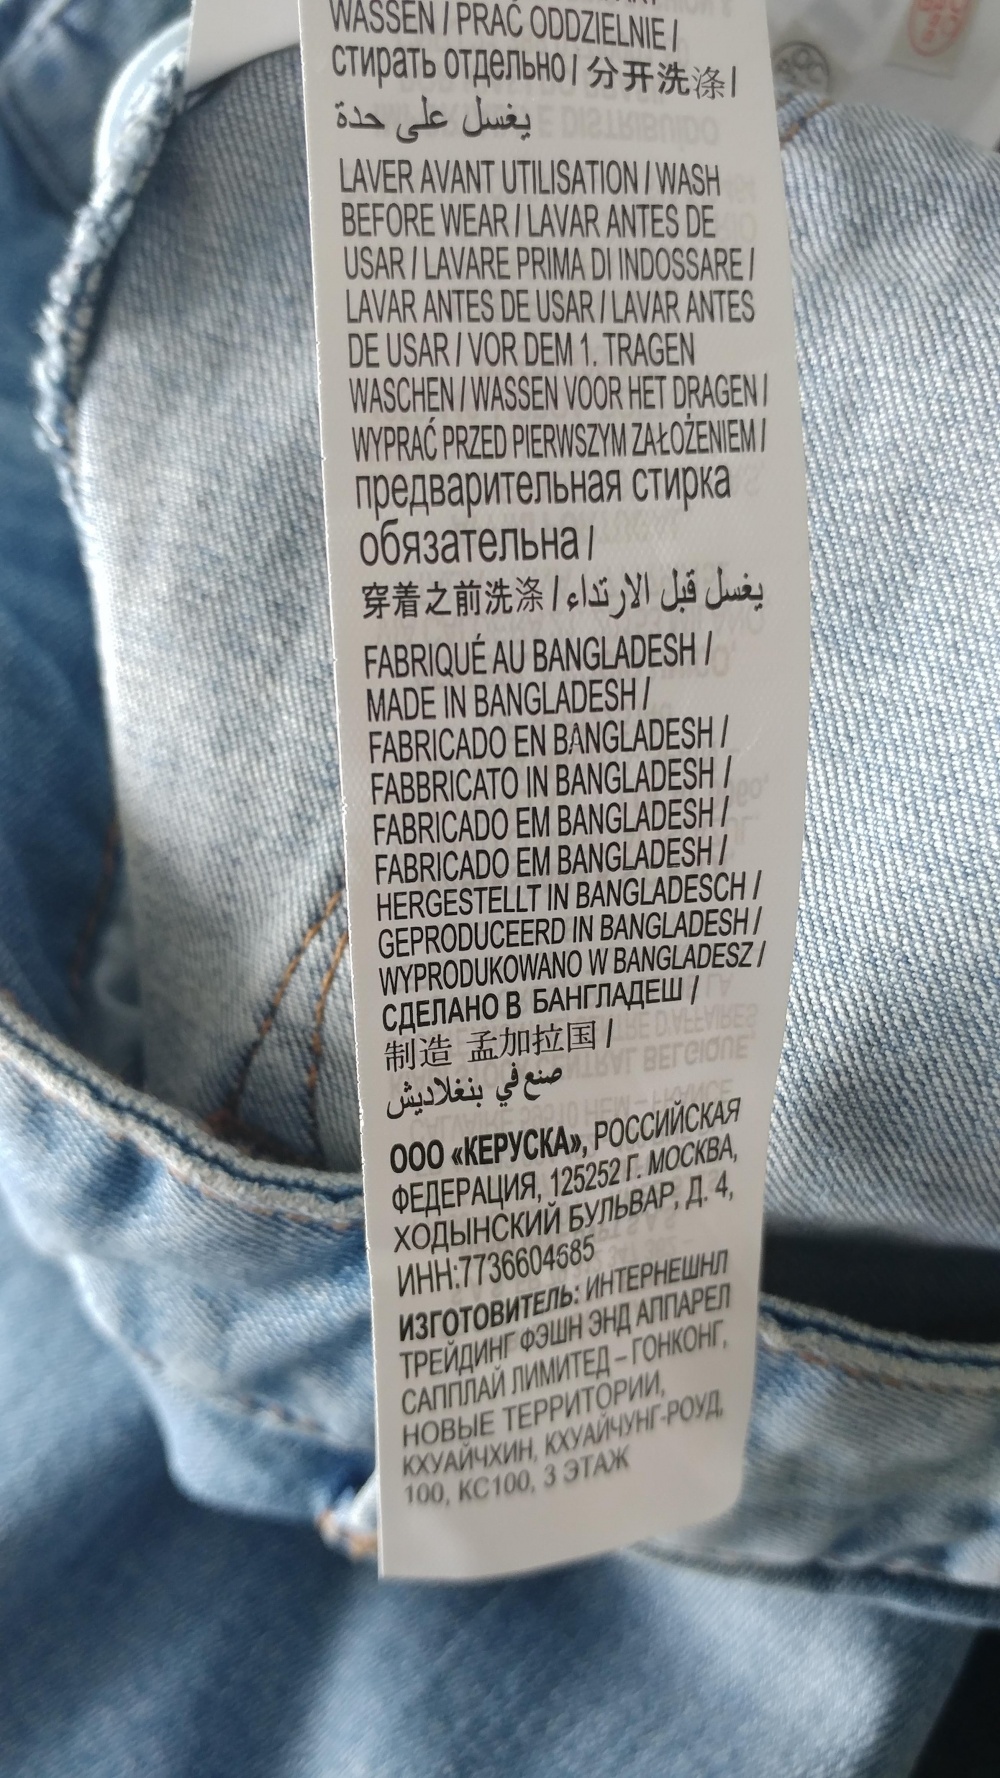 WASSEN / PRAĆ ODDZIELNIE /
стирать отдельно / 分开洗涤 /
يغسل على حدة
LAVER AVANT UTILISATION / WASH
BEFORE WEAR / LAVAR ANTES DE
USAR / LAVARE PRIMA DI INDOSSARE /
LAVAR ANTES DE USAR / LAVAR ANTES
DE USAR / VOR DEM 1. TRAGEN
WASCHEN / WASSEN VOOR HET DRAGEN /
WYPRAĆ PRZED PIERWSZYM ZAŁOŻENIEM /
предварительная стирка
обязательна /
穿着之前洗涤 / يغسل قبل الارتداء
FABRIQUÉ AU BANGLADESH /
MADE IN BANGLADESH /
FABRICADO EN BANGLADESH /
FABBRICATO IN BANGLADESH /
FABRICADO EM BANGLADESH /
FABRICADO EM BANGLADESH /
HERGESTELLT IN BANGLADESCH /
GEPRODUCEERD IN BANGLADESH /
WYPRODUKOWANO W BANGLADESZ /
СДЕЛАНО В БАНГЛАДЕШ /
制造 孟加拉国 /
صنع في بنغلاديش
ООО «КЕРУСКА», РОССИЙСКАЯ
ФЕДЕРАЦИЯ, 125252 Г. МОСКВА,
ХОДЫНСКИЙ БУЛЬВАР, Д. 4,
ИНН:7736604685
ИЗГОТОВИТЕЛЬ: ИНТЕРНЕШНЛ
ТРЕЙДИНГ ФЭШН ЭНД АППАРЕЛ
САППЛАЙ ЛИМИТЕД – ГОНКОНГ,
НОВЫЕ ТЕРРИТОРИИ,
КХУАЙЧХИН, КХУАЙЧУНГ-РОУД,
100, КС100, 3 ЭТАЖ